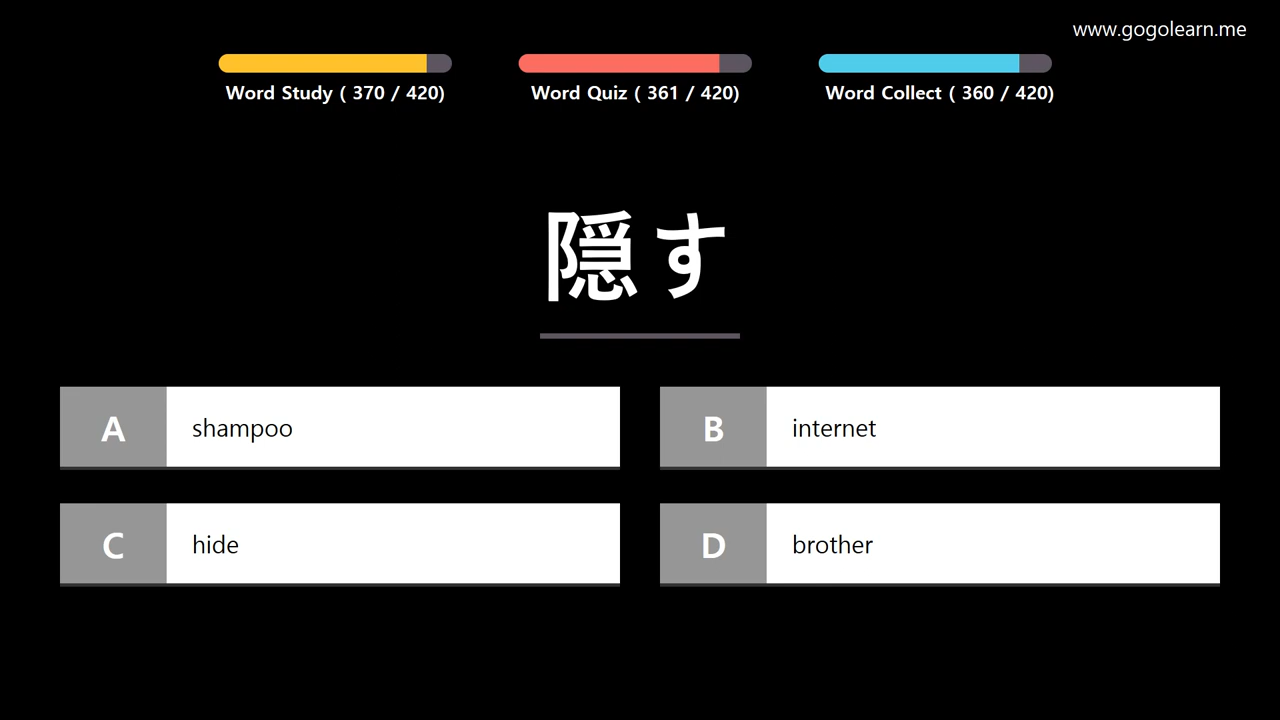 www.gogolearn.me
Word Study ( 370 / 420)
Word Quiz ( 361 / 420)
Word Collect ( 360 / 420)
隠す
A shampoo
B internet
C hide
D brother